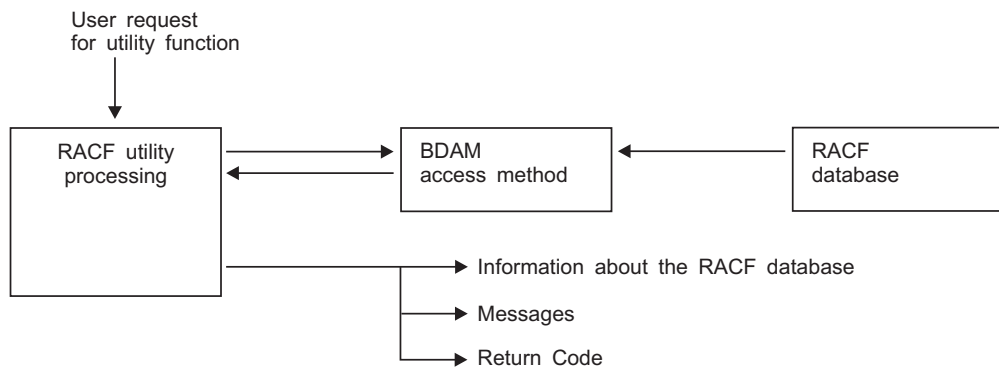 User request
for utility function
RACF utility
processing
BDAM
access method
RACF
database
Information about the RACF database
Messages
Return Code